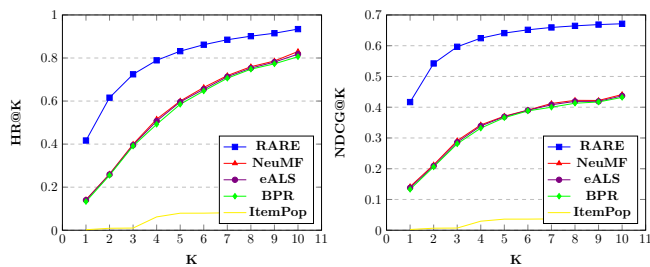 HR@K
1
0.8
0.6
0.4
0.2
0
0 1 2 3 4 5 6 7 8 9 10 11
K
RARE
NeuMF
eALS
BPR
ItemPop
NDCG@K
0.7
0.6
0.5
0.4
0.3
0.2
0.1
0
0 1 2 3 4 5 6 7 8 9 10 11
K
RARE
NeuMF
eALS
BPR
ItemPop